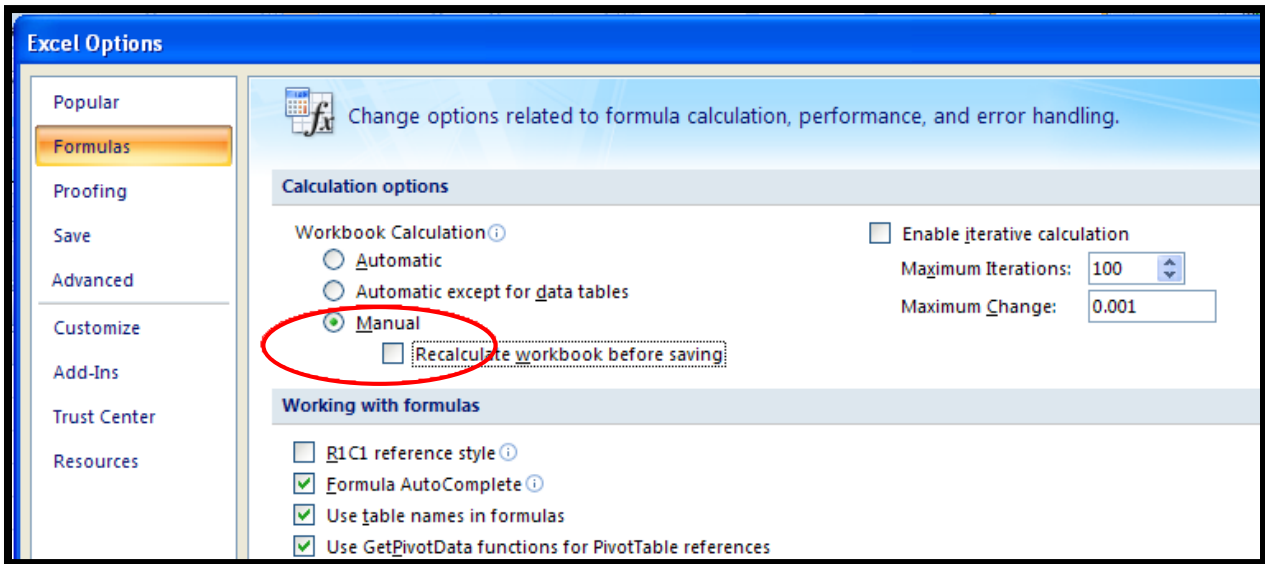 Excel Options
Popular
Formulas
Proofing
Save
Advanced
Customize
Add-Ins
Trust Center
Resources
Change options related to formula calculation, performance, and error handling.
Calculation options
Workbook Calculation
Automatic
Automatic except for data tables
Manual
Recalculate workbook before saving
Enable iterative calculation
Maximum Iterations: 100
Maximum Change: 0.001
Working with formulas
R1C1 reference style
Formula AutoComplete
Use table names in formulas
Use GetPivotData functions for PivotTable references